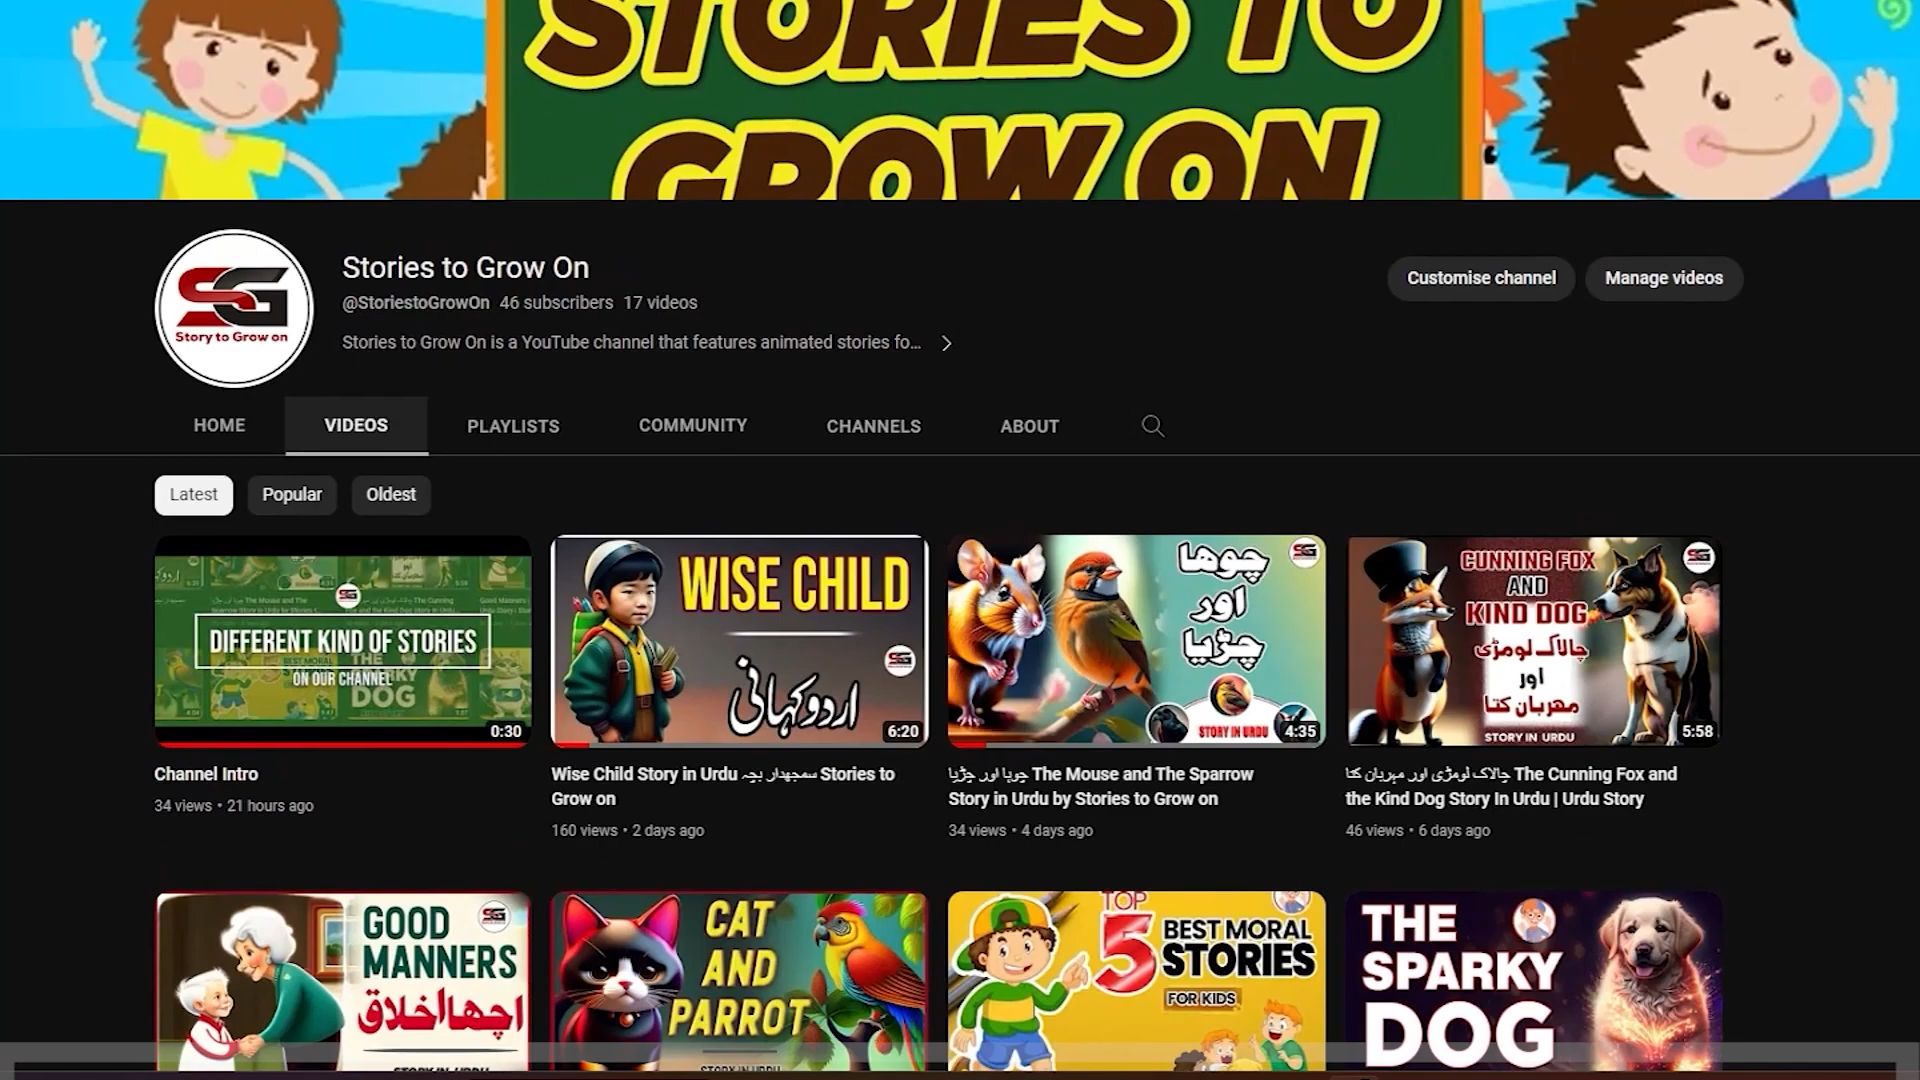 STORIES TO
GROW ON
SG
Story to Grow on
Stories to Grow On
@StoriestoGrowOn 46 subscribers 17 videos
Stories to Grow On is a YouTube channel that features animated stories fo...
Customise channel
Manage videos
HOME
VIDEOS
PLAYLISTS
COMMUNITY
CHANNELS
ABOUT
Latest
Popular
Oldest
DIFFERENT KIND OF STORIES
ON OUR CHANNEL
0:30
WISE CHILD
اردو کہانی
6:20
چوھا
اور
چڑیا
STORY IN URDU
4:35
CUNNING FOX
AND
KIND DOG
چالاک لومڑی
اور
مہربان کتا
STORY IN URDU
5:58
Channel Intro
34 views • 21 hours ago
Wise Child Story in Urdu سمجھدار بچہ Stories to
Grow on
160 views • 2 days ago
چوہا اور چڑیا The Mouse and The Sparrow
Story in Urdu by Stories to Grow on
34 views • 4 days ago
چالاک لومڑی اور مہربان کتا The Cunning Fox and
the Kind Dog Story In Urdu | Urdu Story
46 views • 6 days ago
GOOD
MANNERS
اچھا اخلاق
STORY IN URDU
CAT
AND
PARROT
STORY IN URDU
TOP
5
BEST MORAL
STORIES
FOR KIDS
THE
SPARKY
DOG